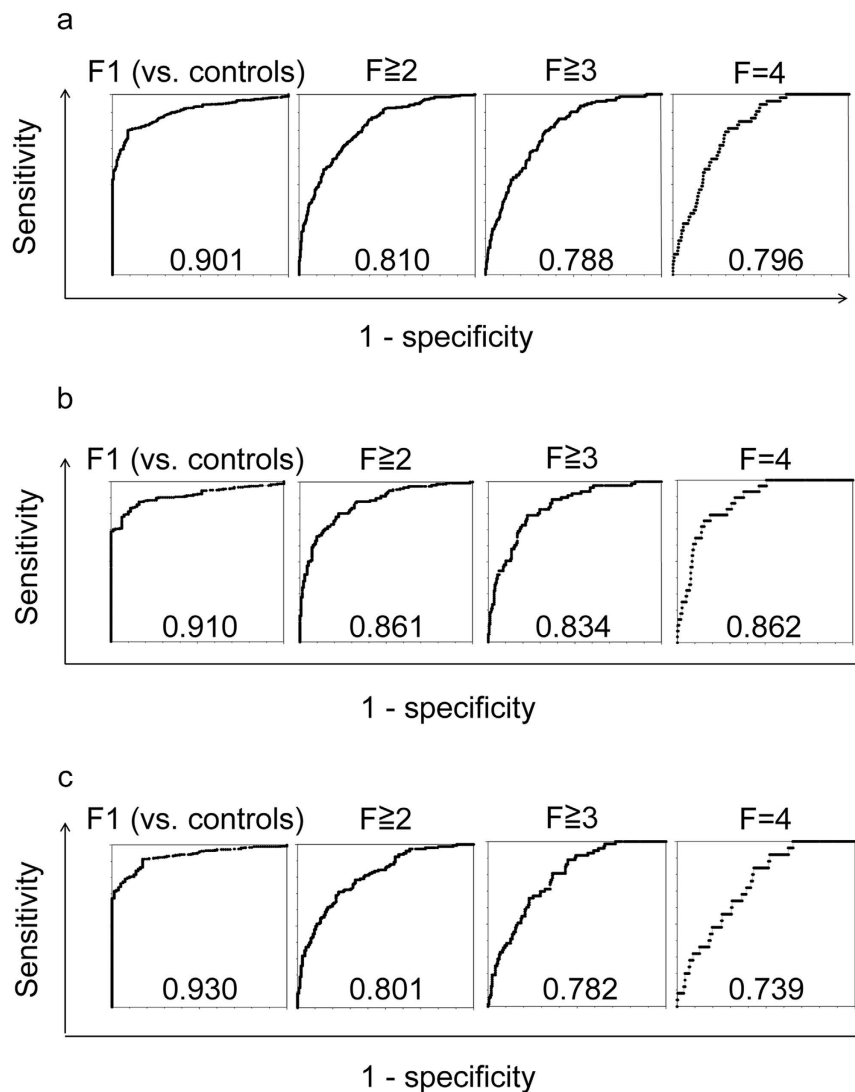 a
F1 (vs. controls) F≧2 F≧3 F=4
Sensitivity
0.901 0.810 0.788 0.796
1 - specificity
b
F1 (vs. controls) F≧2 F≧3 F=4
Sensitivity
0.910 0.861 0.834 0.862
1 - specificity
c
F1 (vs. controls) F≧2 F≧3 F=4
Sensitivity
0.930 0.801 0.782 0.739
1 - specificity